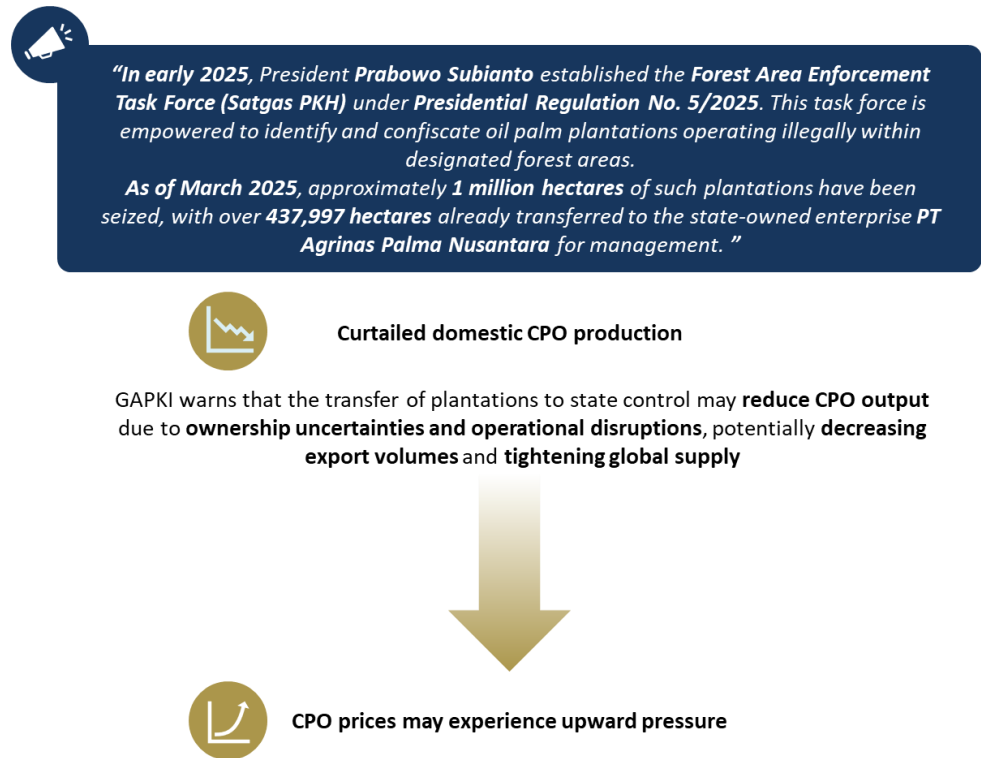 “In early 2025, President Prabowo Subianto established the Forest Area Enforcement
Task Force (Satgas PKH) under Presidential Regulation No. 5/2025. This task force is
empowered to identify and confiscate oil palm plantations operating illegally within
designated forest areas.
As of March 2025, approximately 1 million hectares of such plantations have been
seized, with over 437,997 hectares already transferred to the state-owned enterprise PT
Agrinas Palma Nusantara for management. ”
Curtailed domestic CPO production
GAPKI warns that the transfer of plantations to state control may reduce CPO output
due to ownership uncertainties and operational disruptions, potentially decreasing
export volumes and tightening global supply
CPO prices may experience upward pressure